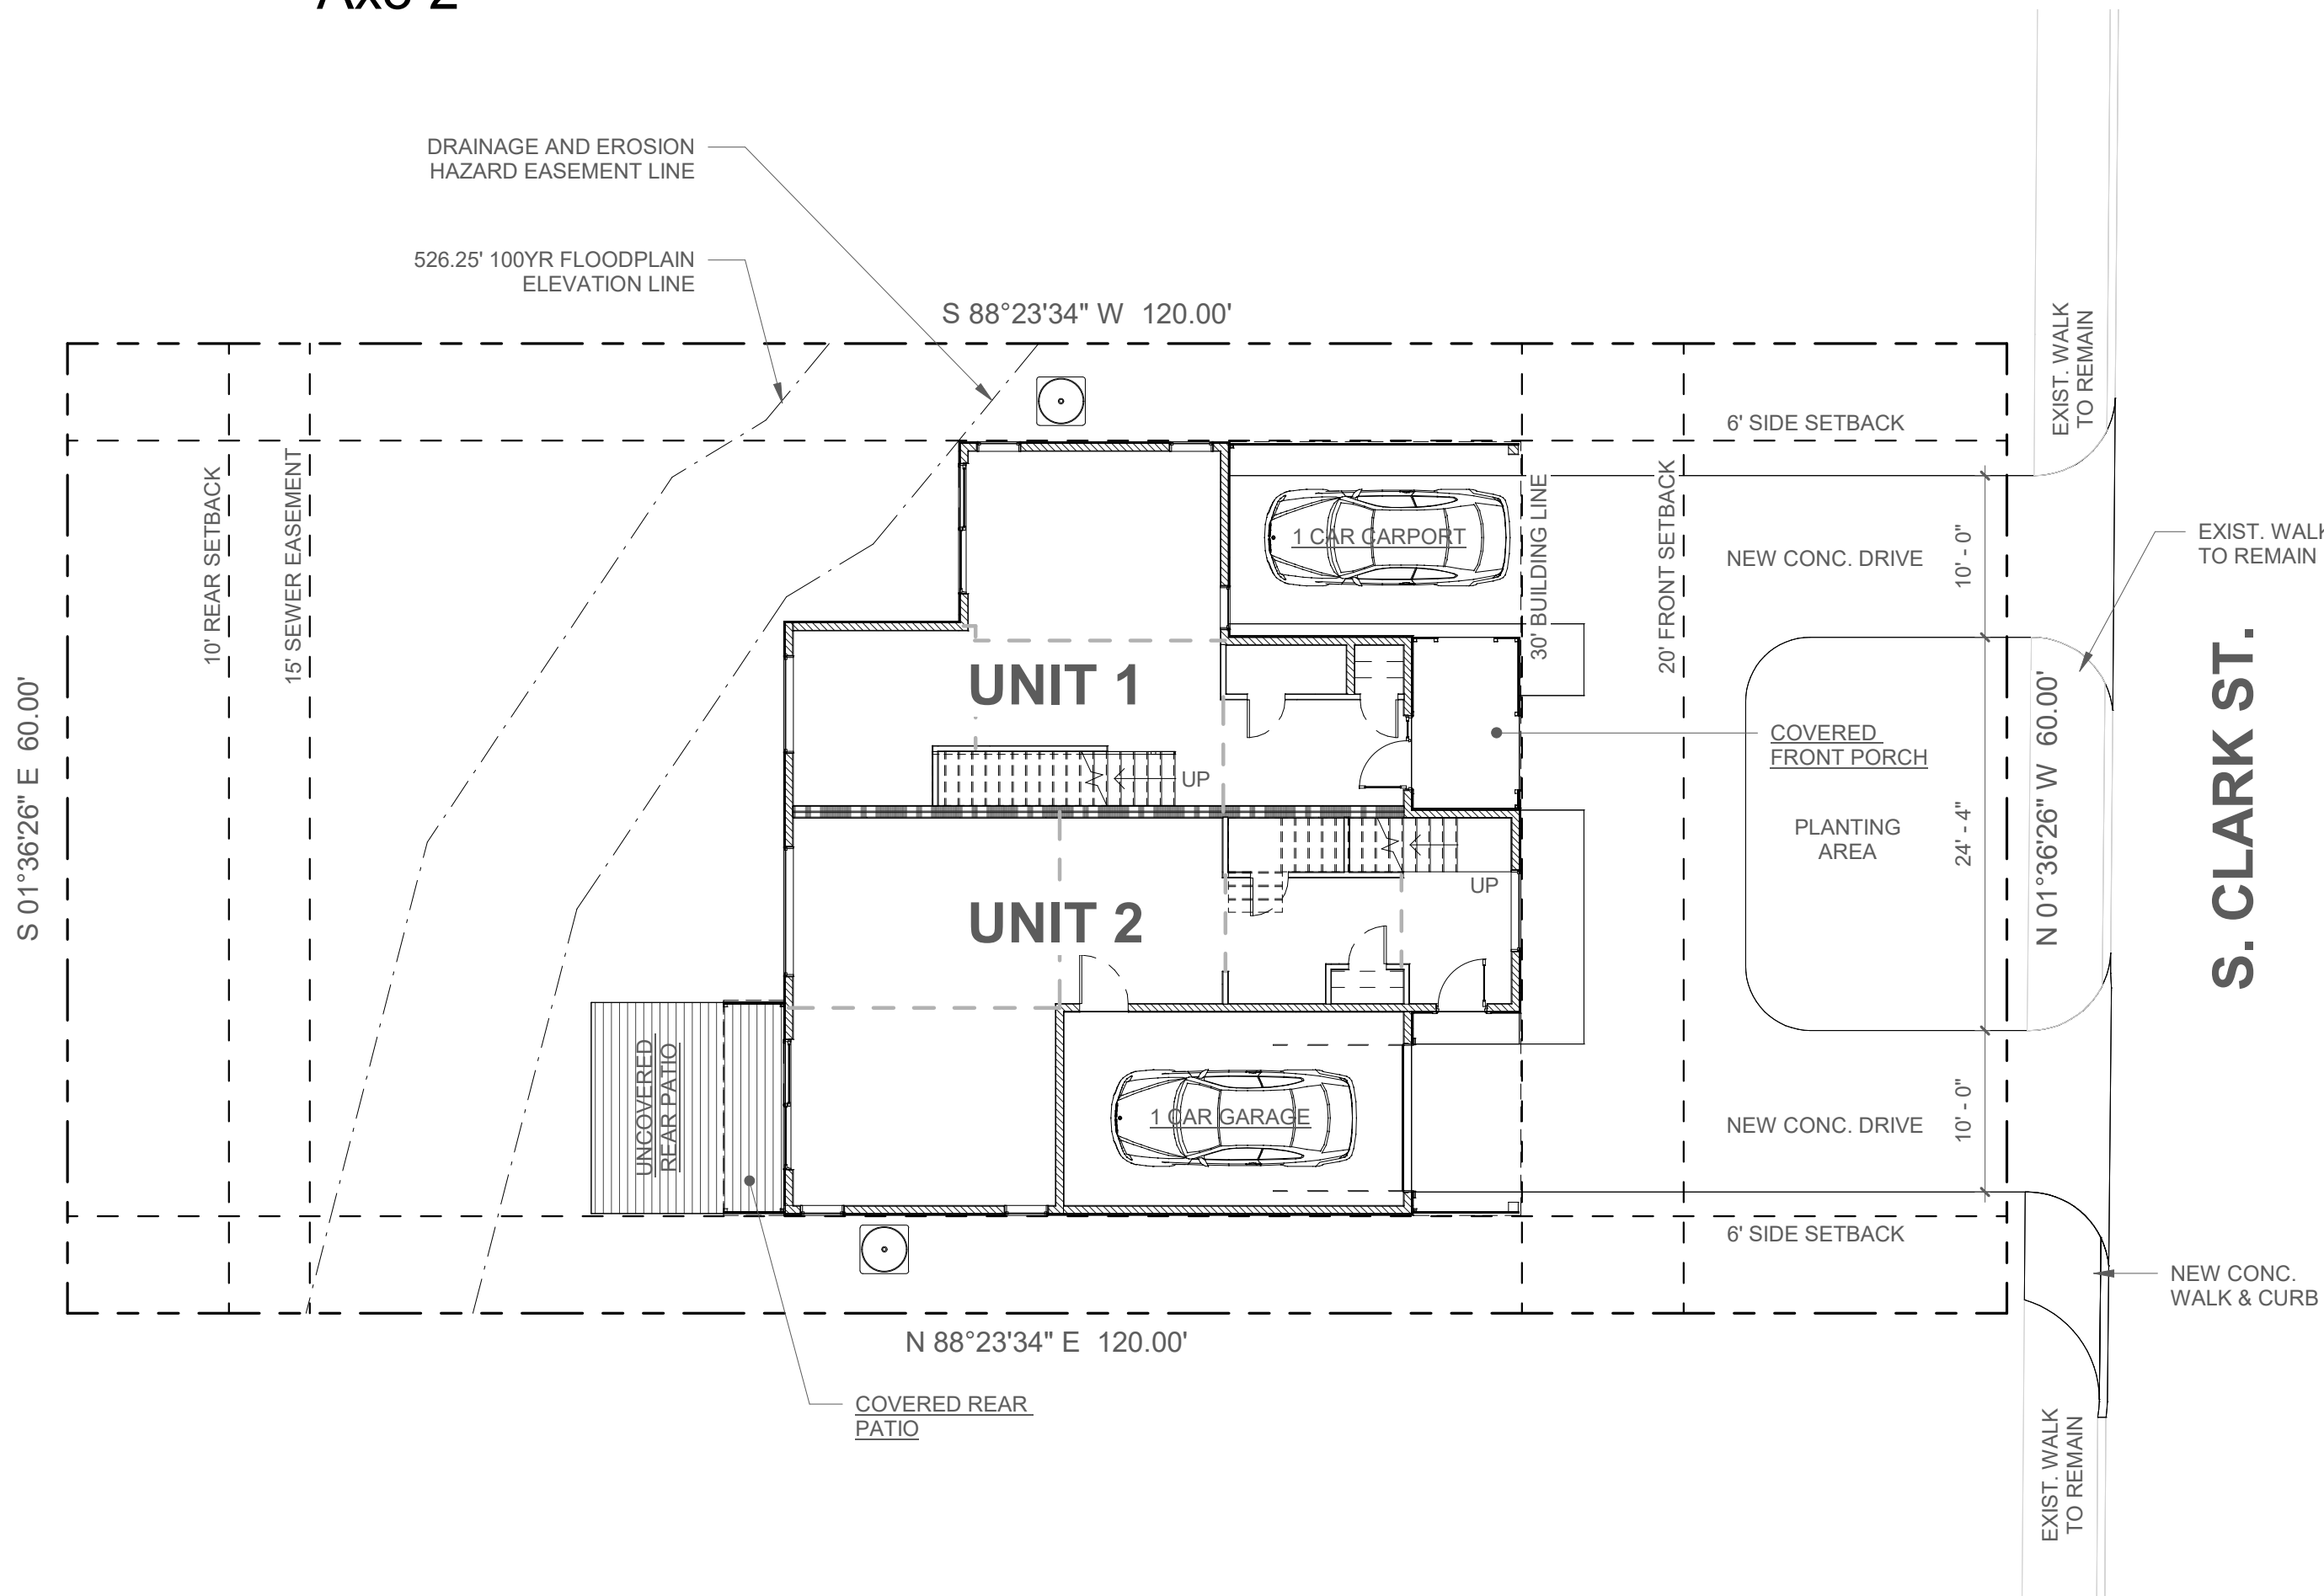 DRAINAGE AND EROSION
HAZARD EASEMENT LINE
526.25' 100YR FLOODPLAIN
ELEVATION LINE
S 88°23'34" W 120.00'
EXIST. WALK
TO REMAIN
6' SIDE SETBACK
10' REAR SETBACK
15' SEWER EASEMENT
1 CAR CARPORT
30' BUILDING LINE
20' FRONT SETBACK
NEW CONC. DRIVE
10' - 0"
TO REMAIN
S 01°36'26" E 60.00'
UNIT 1
UP
COVERED
FRONT PORCH
PLANTING
AREA
24' - 4"
N 01°36'26" W 60.00'
S. CLARK ST.
UNIT 2
UP
UNCOVERED
REAR PATIO
1 CAR GARAGE
NEW CONC. DRIVE
10' - 0"
6' SIDE SETBACK
NEW CONC.
WALK & CURB
N 88°23'34" E 120.00'
COVERED REAR
PATIO
EXIST. WALK
TO REMAIN